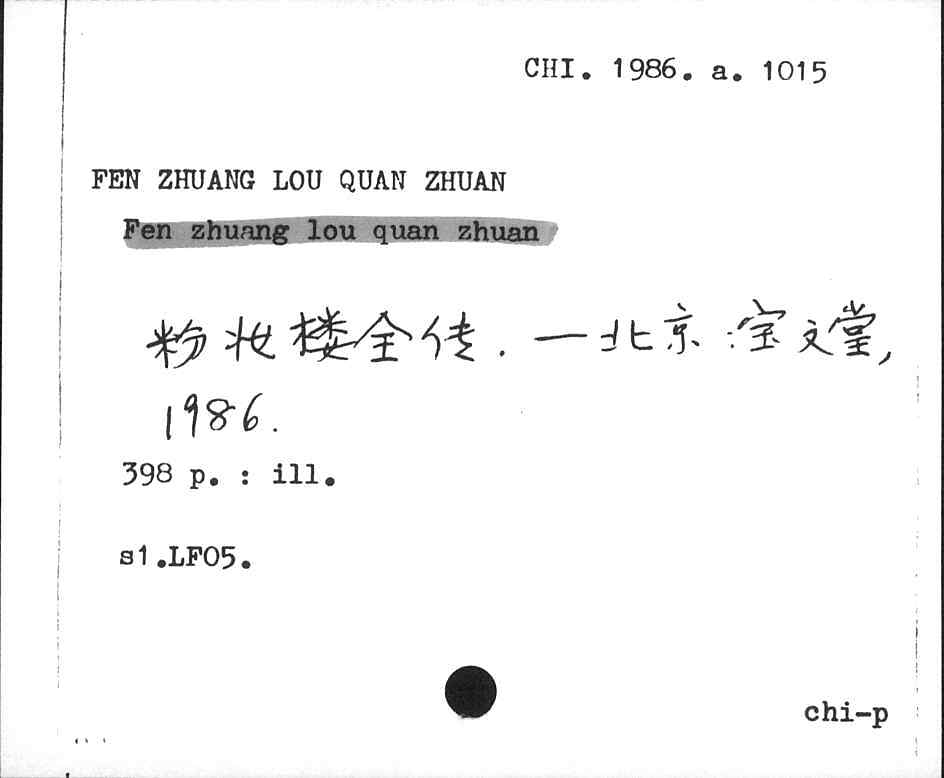 CHI. 1986. a. 1015
FEN ZHUANG LOU QUAN ZHUAN
Fen zhuang lou quan zhuan
粉妆楼全传. —北京:宝文堂,
1986.
398 p. : ill.
s1.LF05.
chi-p